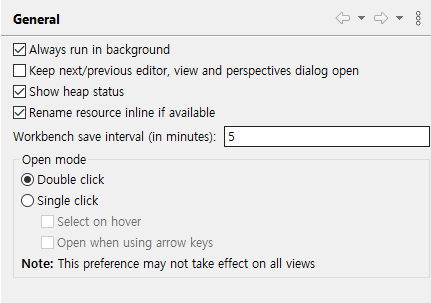 General
Always run in background
Keep next/previous editor, view and perspectives dialog open
Show heap status
Rename resource inline if available
Workbench save interval (in minutes): 5
Open mode
Double click
Single click
Select on hover
Open when using arrow keys
Note: This preference may not take effect on all views